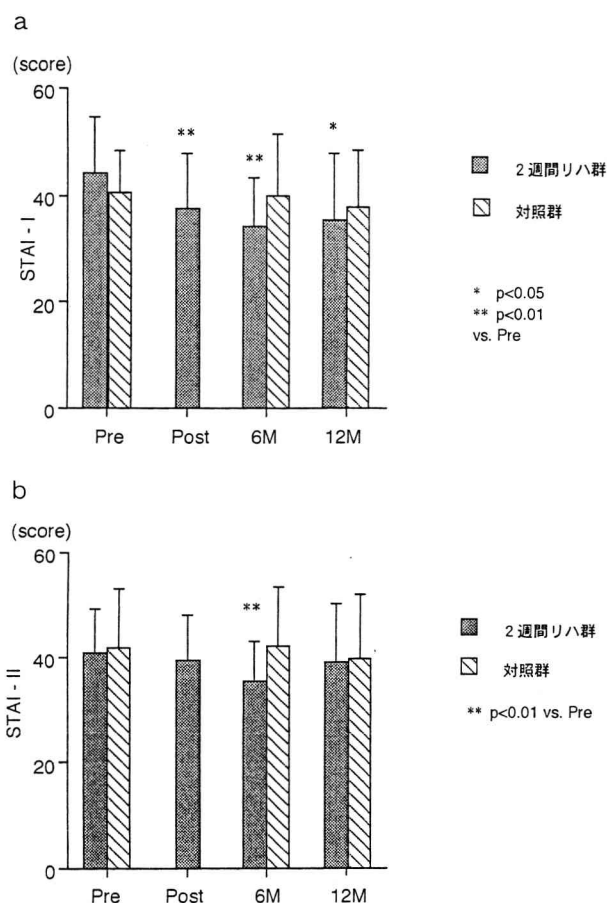 a
(score)
60
40
20
0
STAI - I
**
**
*
Pre Post 6M 12M
2週間リハ群
対照群
* p<0.05
** p<0.01
vs. Pre
b
(score)
60
40
20
0
STAI - II
**
Pre Post 6M 12M
2週間リハ群
対照群
** p<0.01 vs. Pre